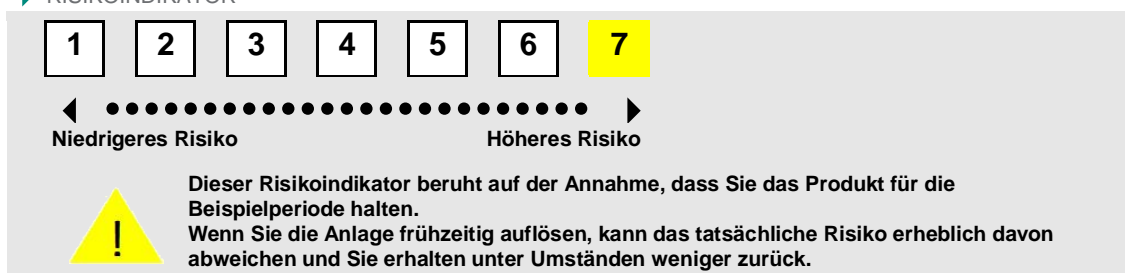 RISIKOINDIKATOR
1 2 3 4 5 6 7
Niedrigeres Risiko Höheres Risiko
Dieser Risikoindikator beruht auf der Annahme, dass Sie das Produkt für die
Beispielperiode halten.
! Wenn Sie die Anlage frühzeitig auflösen, kann das tatsächliche Risiko erheblich davon
abweichen und Sie erhalten unter Umständen weniger zurück.